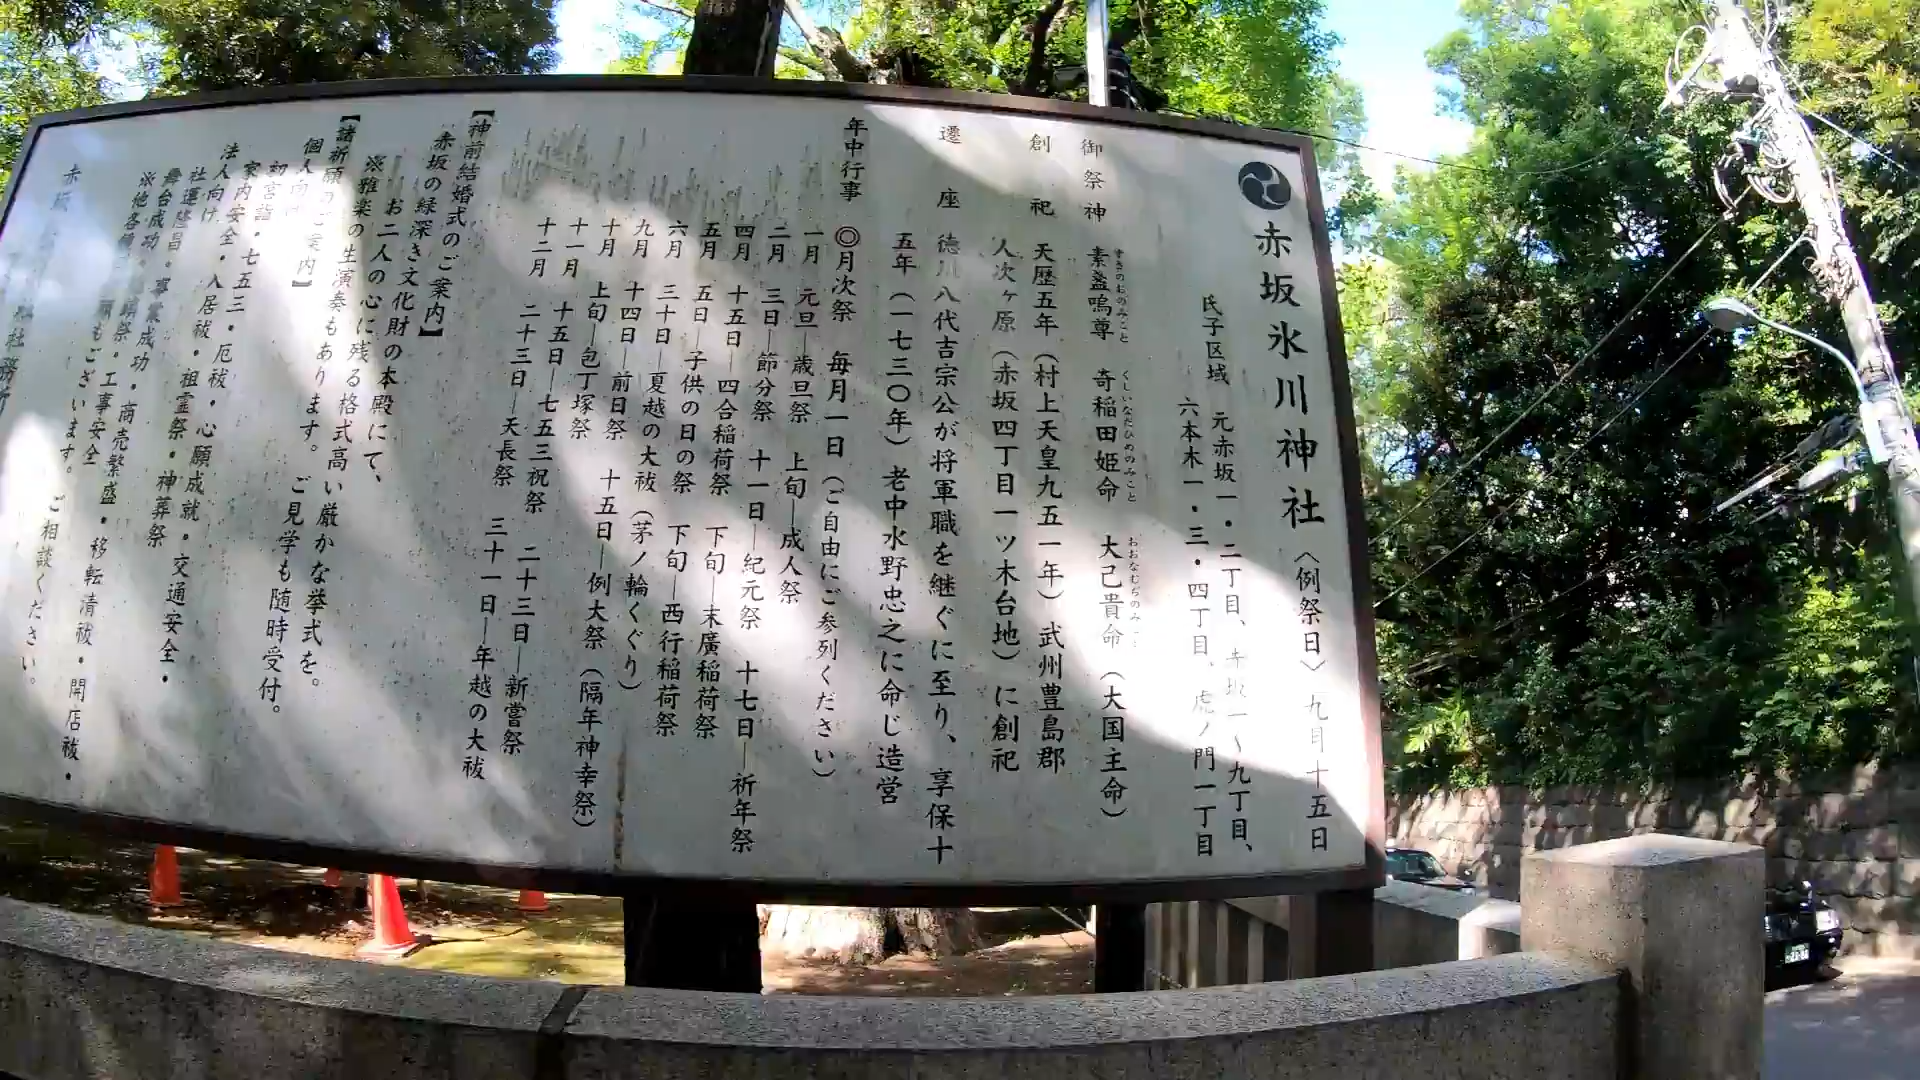 赤坂氷川神社〈例祭日〉九月十五日
氏子区域 元赤坂一・二丁目、赤坂一〜九丁目、
六本木一・三・四丁目、虎ノ門一丁目
御祭神 素盞嗚尊 奇稲田姫命 大己貴命(大国主命)
すさのおのみこと くしいなだひめのみこと
創祀 天暦五年(村上天皇九五一年)武州豊島郡
人次ヶ原(赤坂四丁目一ツ木台地)に創祀
遷座 徳川八代吉宗公が将軍職を継ぐに至り、享保十
五年(一七三〇年)老中水野忠之に命じ造営
年中行事 ◎月次祭 毎月一日(ご自由にご参列ください)
一月 元旦―歳旦祭 上旬―成人祭
二月 三日―節分祭 十一日―紀元祭 十七日―祈年祭
四月 十五日―四合稲荷祭
五月 五日―子供の日の祭 下旬―末廣稲荷祭
六月 三十日―夏越の大祓(茅ノ輪くぐり) 下旬―西行稲荷祭
九月 十四日―前日祭 十五日―例大祭(隔年神幸祭)
十月 上旬―包丁塚祭
十一月 十五日―七五三祝祭 二十三日―新嘗祭
十二月 二十三日―天長祭 三十一日―年越の大祓
【神前結婚式のご案内】
赤坂の緑深き文化財の本殿にて、
お二人の心に残る格式高い厳かな挙式を。
※雅楽の生演奏もあります。 ご見学も随時受付。
【諸祈願のご案内】
個人向け
初宮詣・七五三・厄祓・心願成就・交通安全・
家内安全・入居祓・祖霊祭・神葬祭
法人向け
社運隆昌・事業成功・商売繁盛・移転清祓・開店祓・
舞台成功・鎮祭・工事安全
※他各種 願もございます。 ご相談ください。
赤坂 社務所